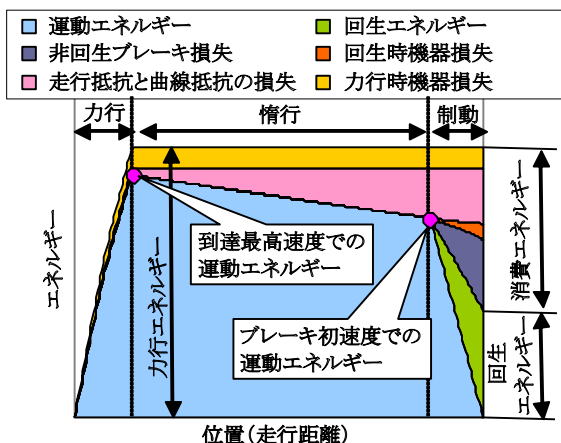 運動エネルギー
回生エネルギー
非回生ブレーキ損失
回生時機器損失
走行抵抗と曲線抵抗の損失
力行時機器損失
力行
惰行
制動
エネルギー
力行エネルギー
到達最高速度での
運動エネルギー
ブレーキ初速度での
運動エネルギー
消費エネルギー
回生
エネルギー
位置(走行距離)